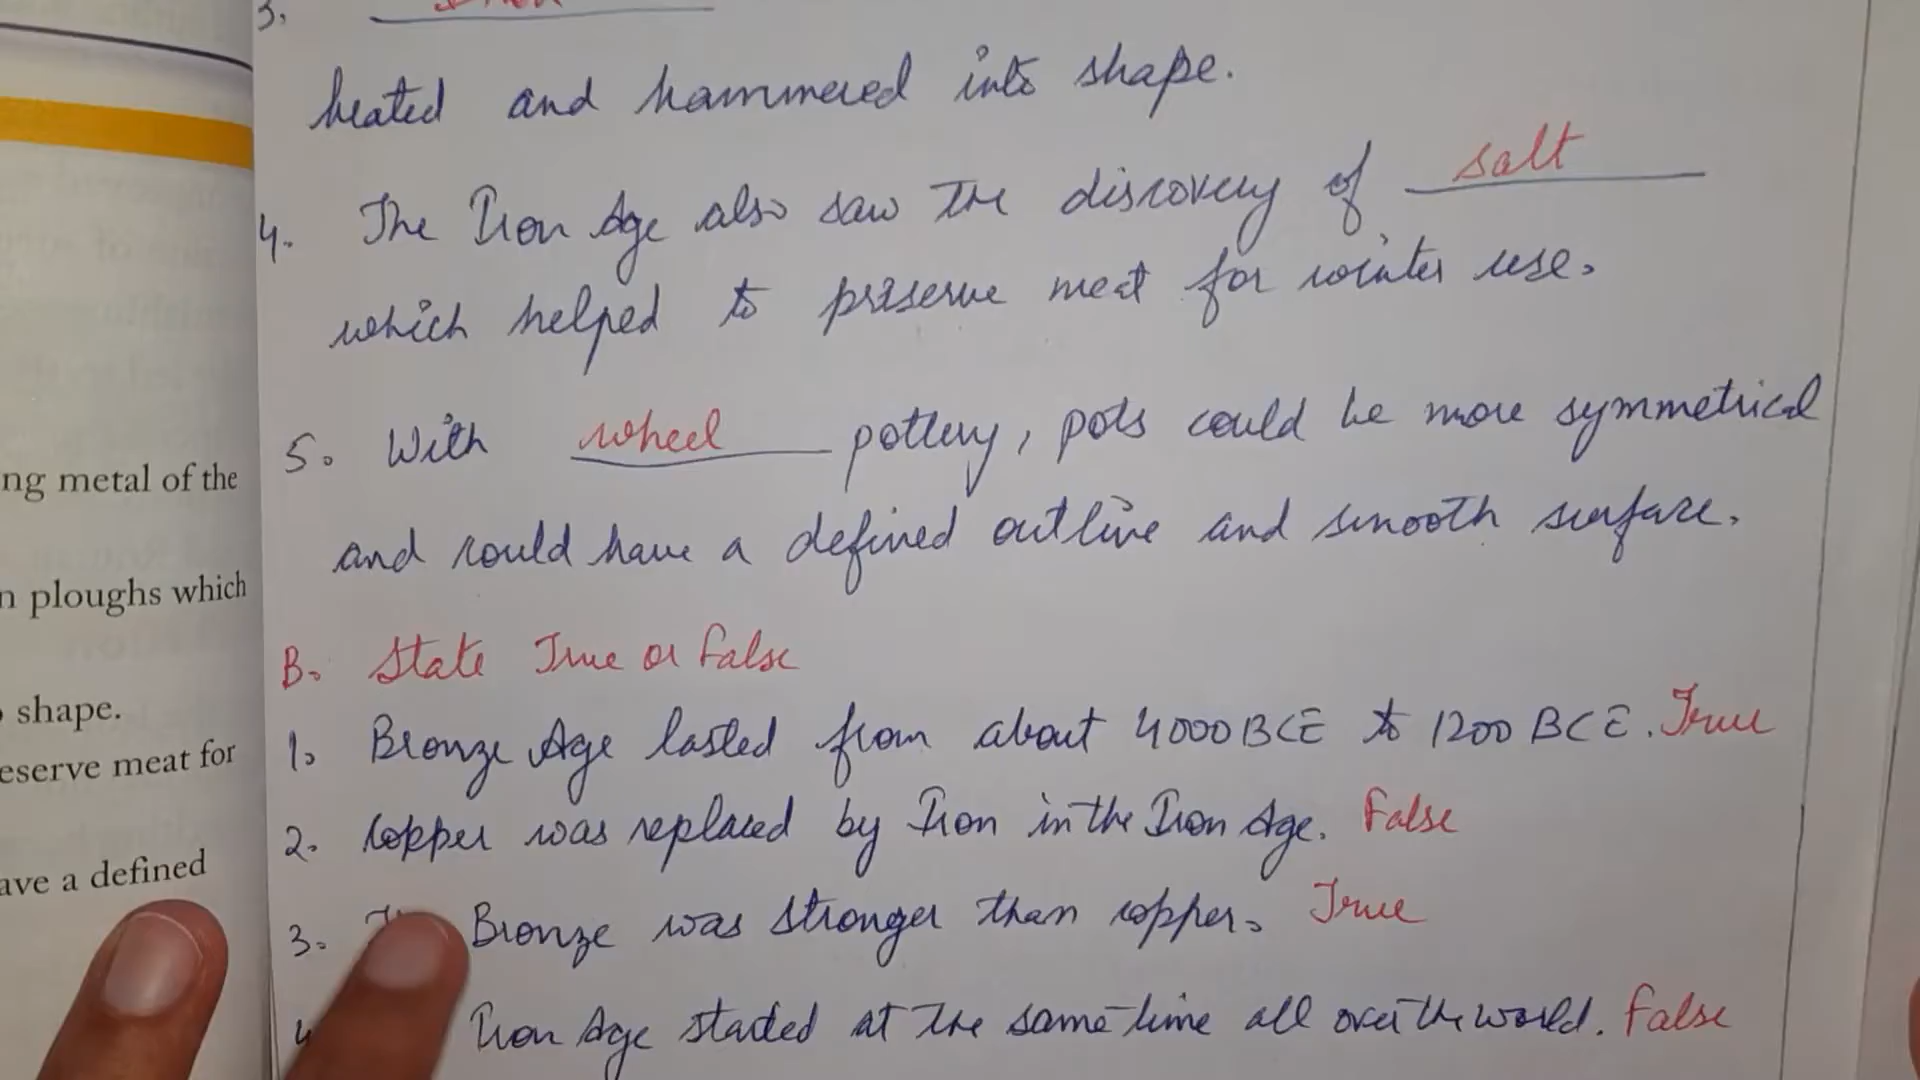 3.
heated and hammered into shape.
salt
4. The Iron Age also saw the discovery of
which helped to preserve meat for winter use.
5. With wheel pottery, pots could be more symmetrical
and could have a defined outline and smooth surface.
B. State True or False
1. Bronze Age lasted from about 4000 BCE to 1200 BCE. True
2. Copper was replaced by Iron in the Iron Age. False
3. Bronze was stronger than copper. True
4 Iron Age started at the same time all over the world. False
ng metal of the
n ploughs which
shape.
eserve meat for
ave a defined